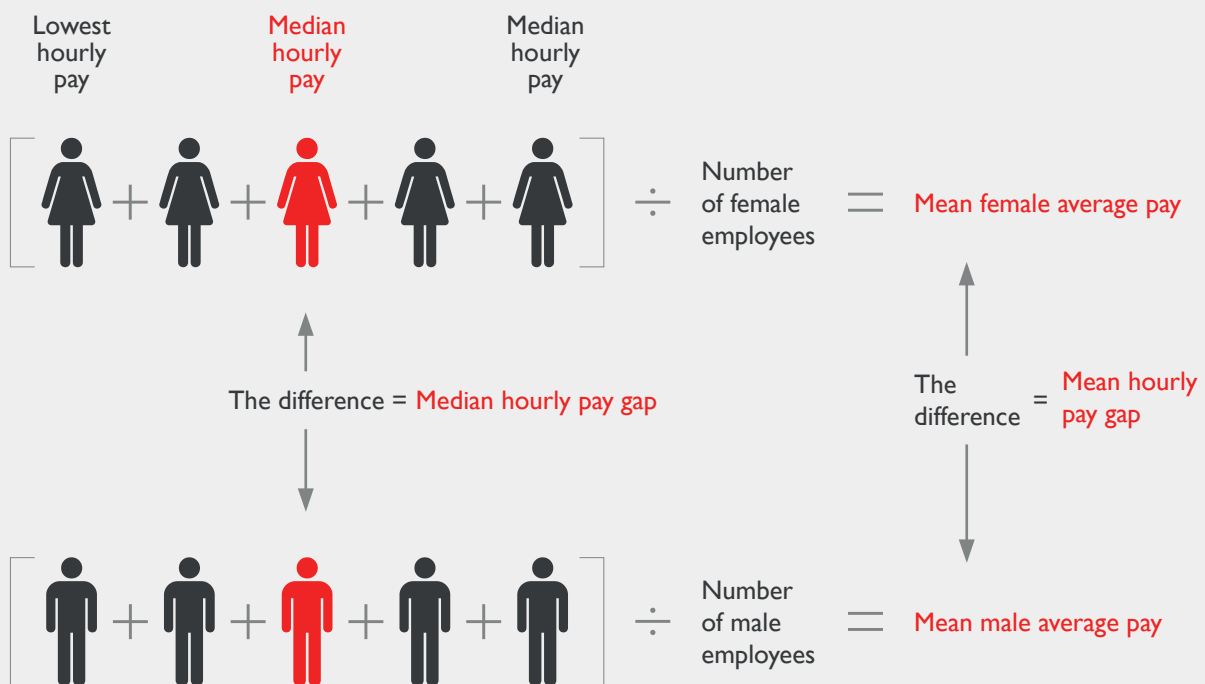 Lowest
hourly
pay
Median
hourly
pay
Median
hourly
pay
Number
of female
employees
Mean female average pay
The difference = Median hourly pay gap
The
difference
=
Mean hourly
pay gap
Number
of male
employees
Mean male average pay